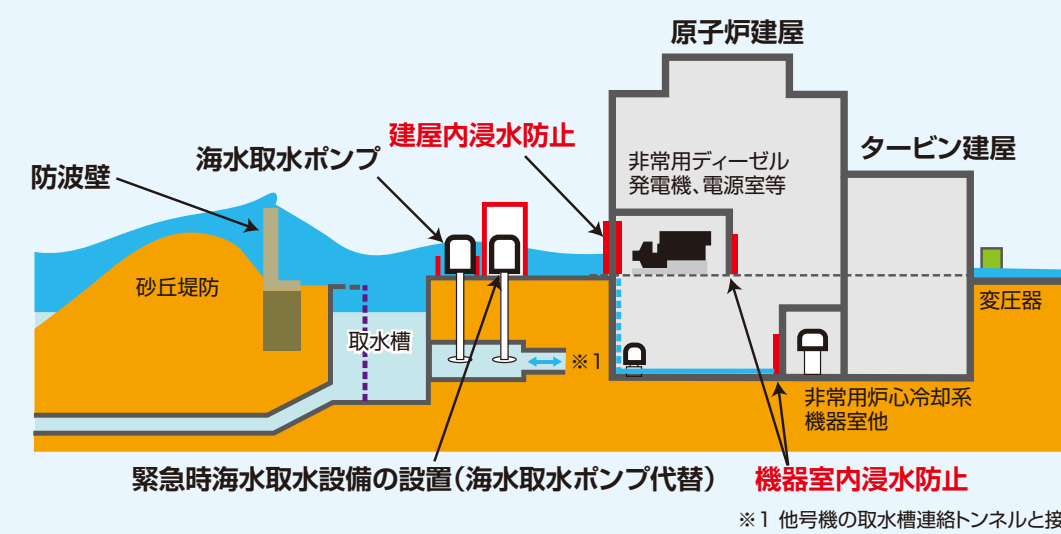 原子炉建屋
建屋内浸水防止
海水取水ポンプ
タービン建屋
防波壁
非常用ディーゼル
発電機、電源室等
砂丘堤防
変圧器
取水槽
※1
非常用炉心冷却系
機器室他
緊急時海水取水設備の設置(海水取水ポンプ代替)
機器室内浸水防止
※1 他号機の取水槽連絡トンネルと接